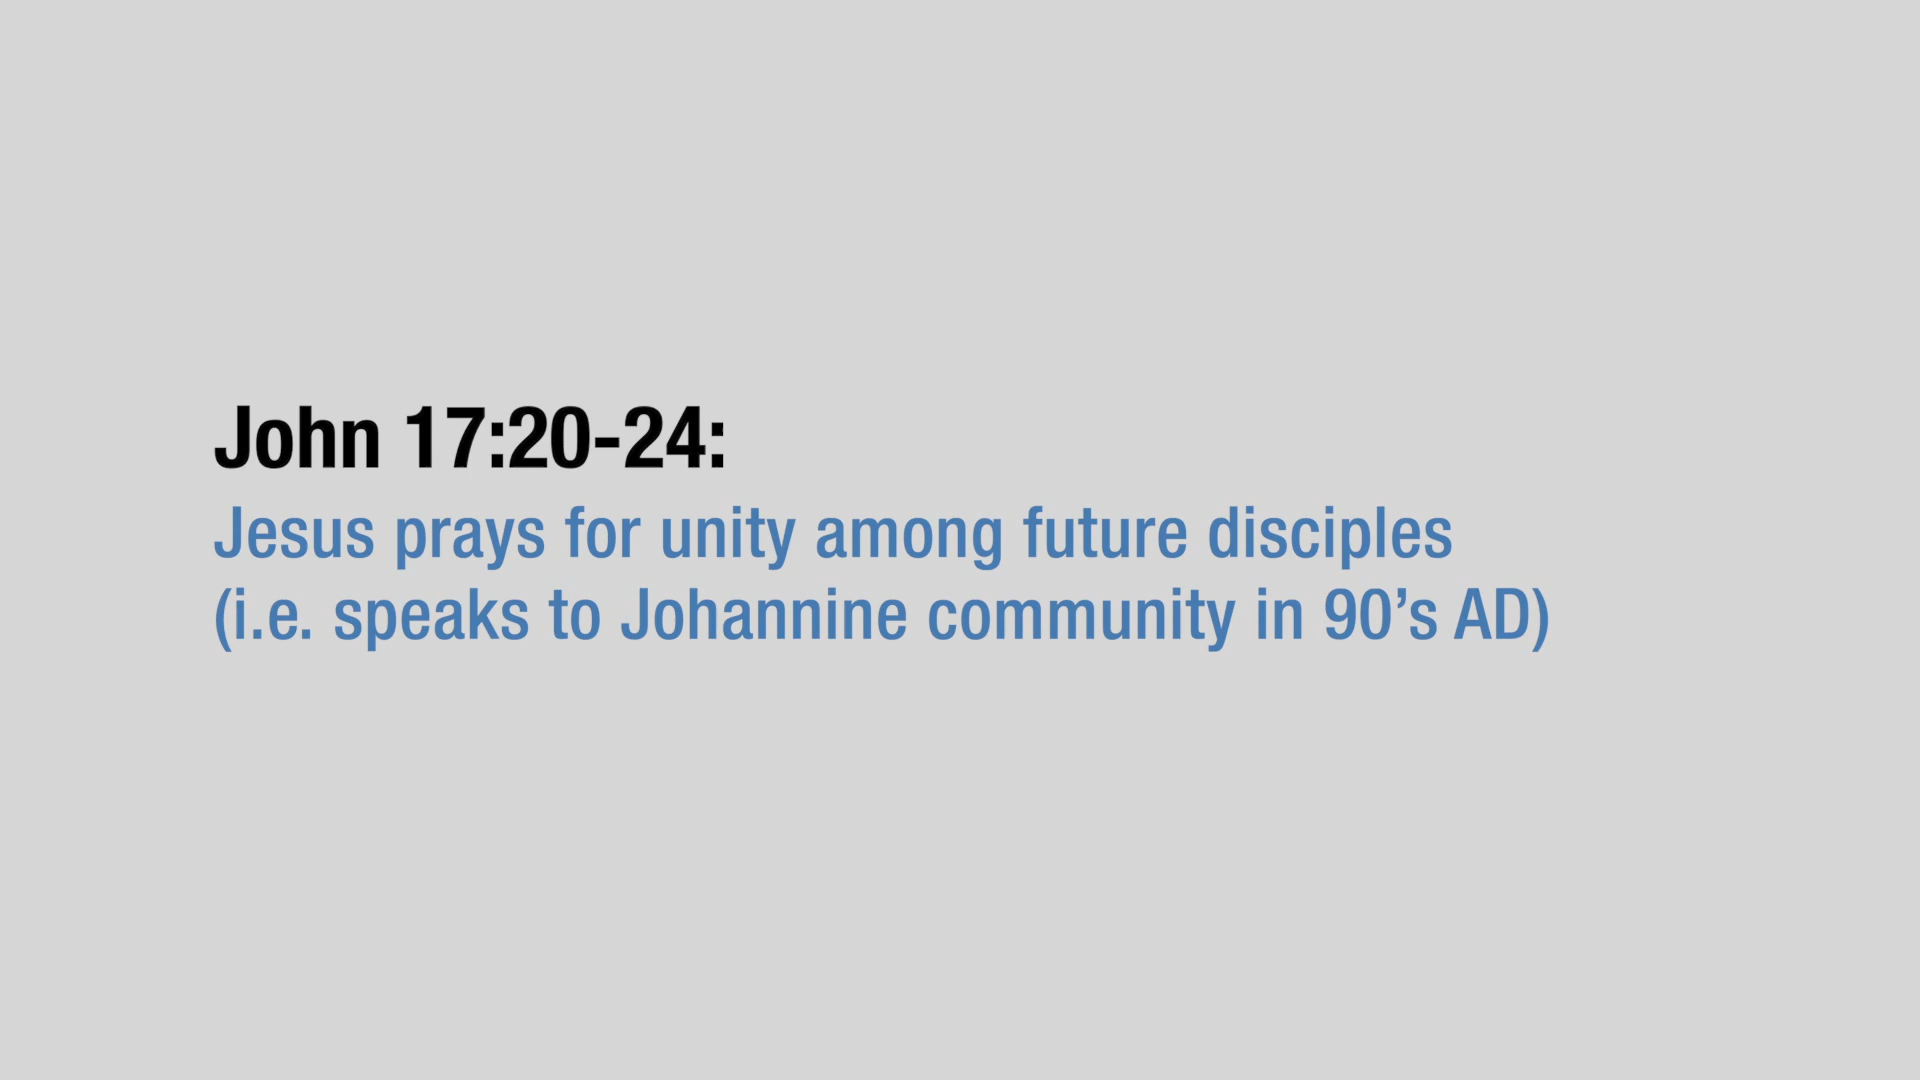 John 17:20-24:
Jesus prays for unity among future disciples
(i.e. speaks to Johannine community in 90’s AD)